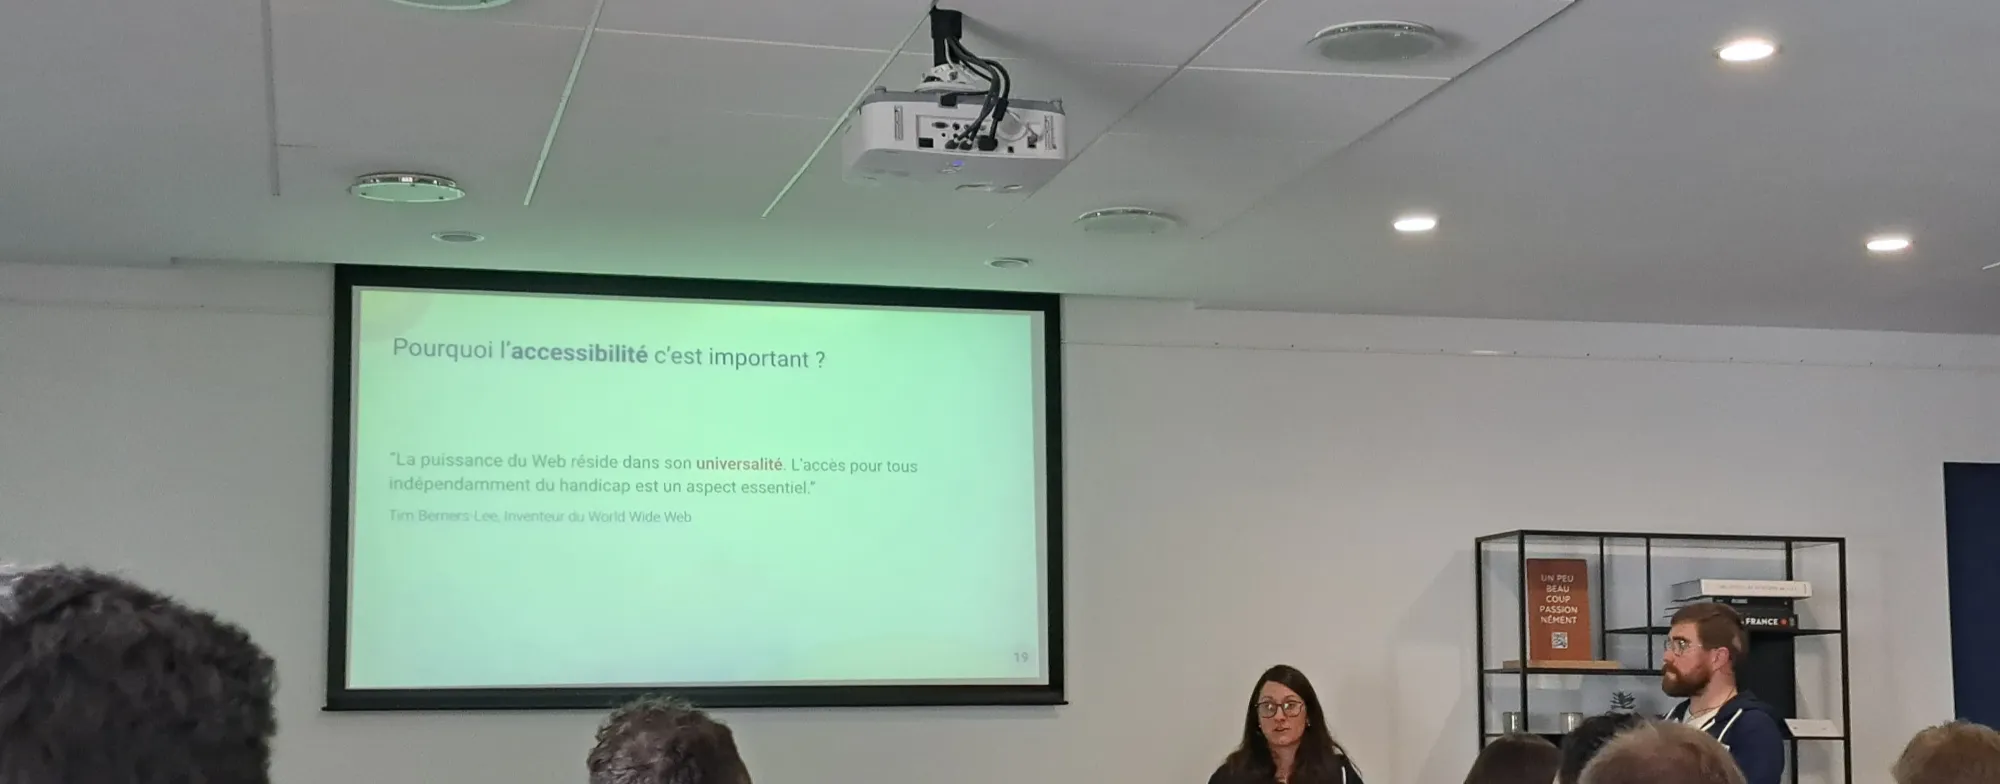 Pourquoi l'accessibilité c'est important ?
"La puissance du Web réside dans son universalité. L'accès pour tous
indépendamment du handicap est un aspect essentiel."
Tim Berners-Lee, Inventeur du World Wide Web
19
UN PEU
BEAU
COUP
PASSION
NÉMENT
FRANCE